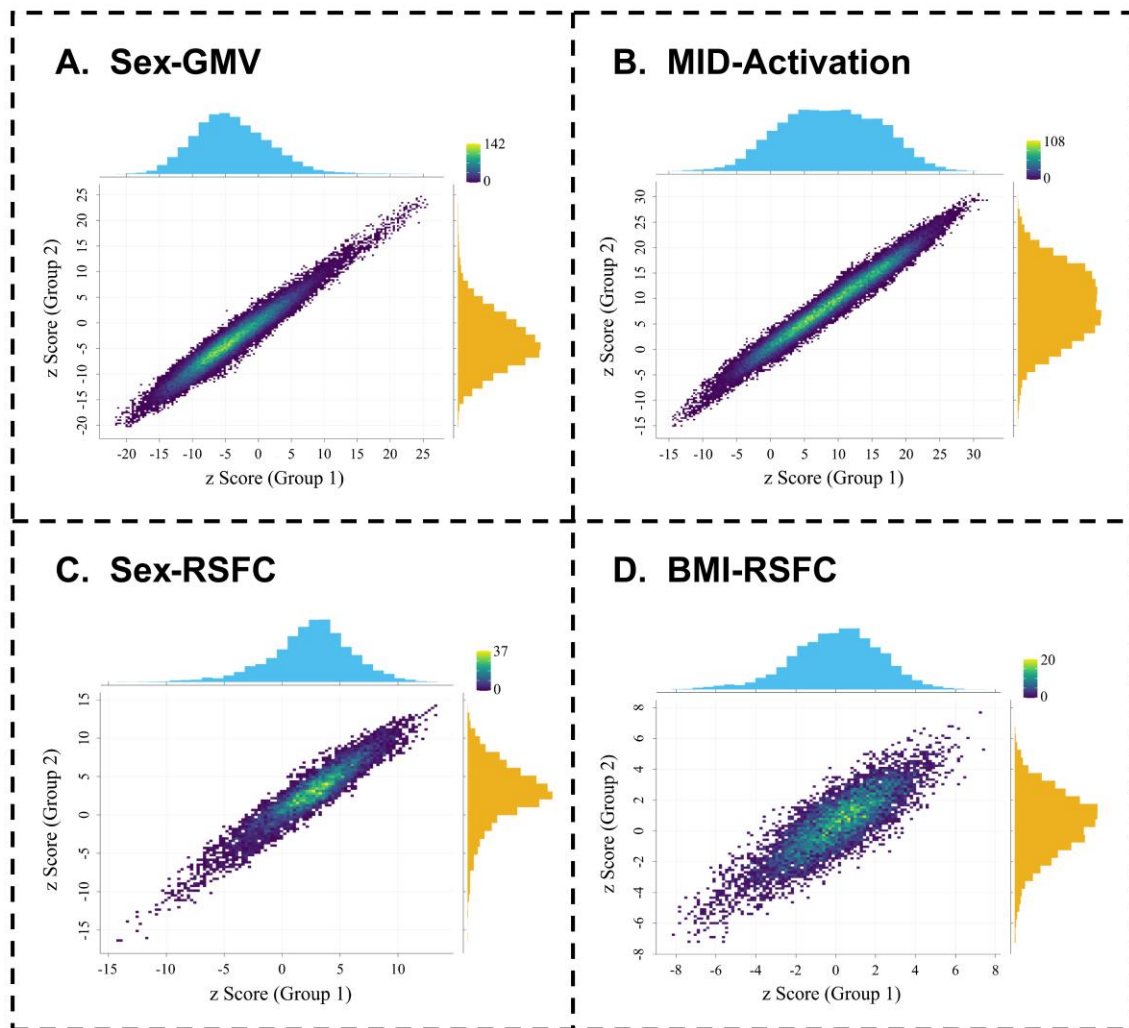 A. Sex-GMV
142
0
z Score (Group 2)
25
20
15
10
5
0
-5
-10
-15
-20
-20 -15 -10 -5 0 5 10 15 20 25
z Score (Group 1)
B. MID-Activation
108
0
z Score (Group 2)
30
25
20
15
10
5
0
-5
-10
-15
-15 -10 -5 0 5 10 15 20 25 30
z Score (Group 1)
C. Sex-RSFC
37
0
z Score (Group 2)
15
10
5
0
-5
-10
-15
-15 -10 -5 0 5 10
z Score (Group 1)
D. BMI-RSFC
20
0
z Score (Group 2)
8
6
4
2
0
-2
-4
-6
-8
-8 -6 -4 -2 0 2 4 6 8
z Score (Group 1)